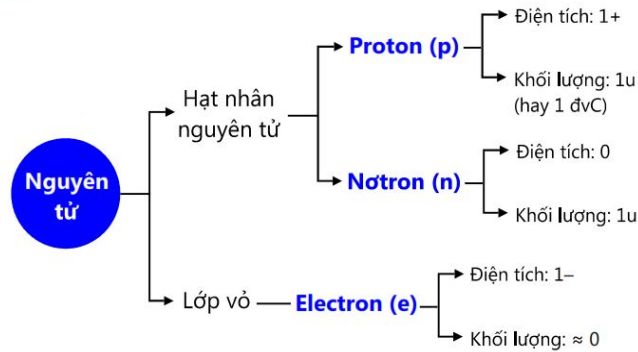 Nguyên
tử
Hạt nhân
nguyên tử
Proton (p)
Điện tích: 1+
Khối lượng: 1u
(hay 1 đvC)
Nơtron (n)
Điện tích: 0
Khối lượng: 1u
Lớp vỏ
Electron (e)
Điện tích: 1–
Khối lượng: ≈ 0